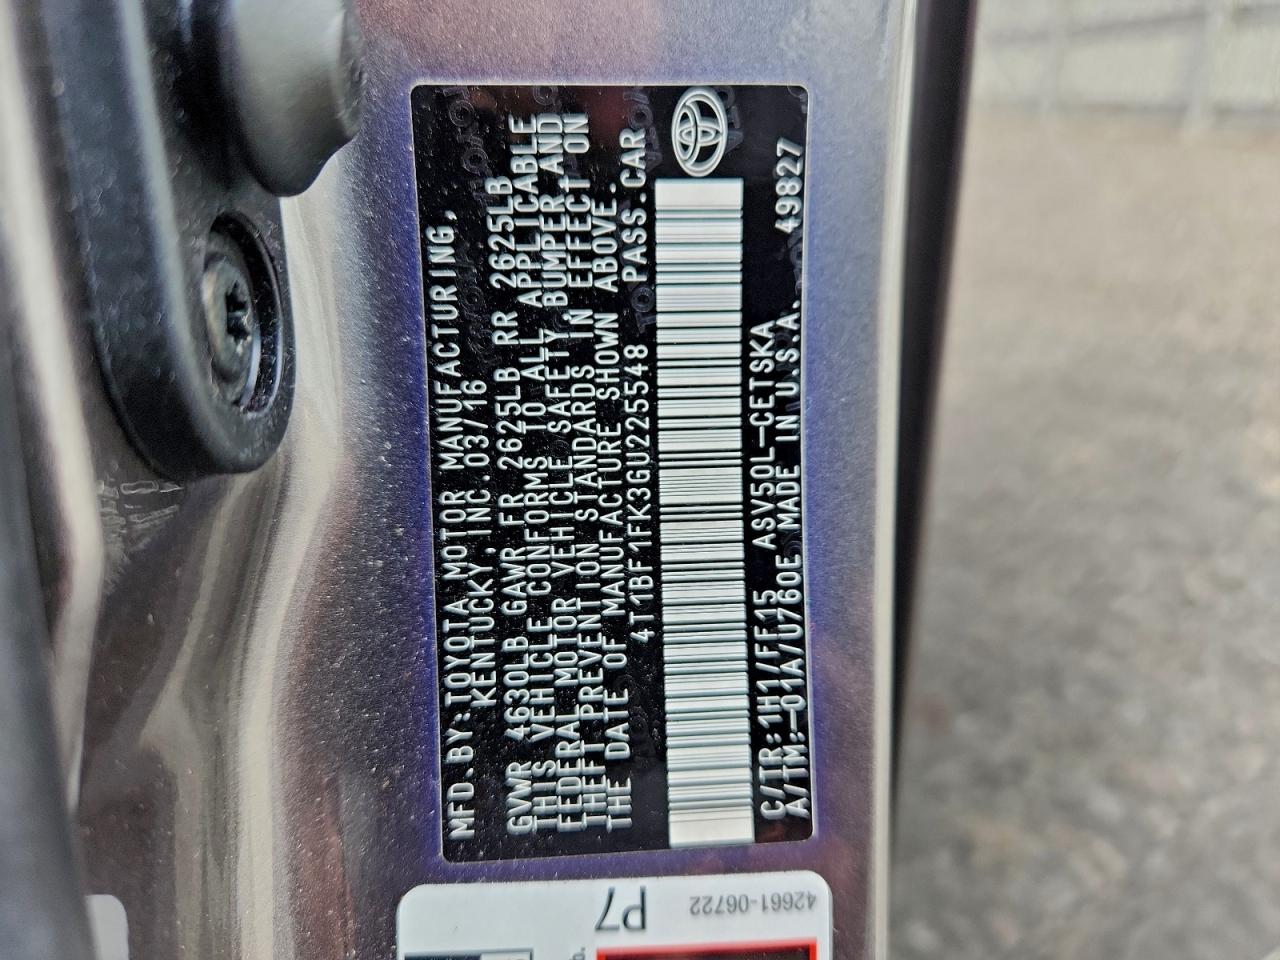 MFD.BY:TOYOTA MOTOR MANUFACTURING,
KENTUCKY, INC. 03/16
GVWR 4630LB GAWR FR 2625LB RR 2625LB
THIS VEHICLE CONFORMS TO ALL APPLICABLE
FEDERAL MOTOR VEHICLE SAFETY, BUMPER AND
THEFT PREVENTION STANDARDS IN EFFECT ON
THE DATE OF MANUFACTURE SHOWN ABOVE.
4T1BF1FK3GU225548 PASS.CAR
C/TR: 1H1/FF15 ASV50L-CETSKA
A/TM:-01A/U760E MADE IN U.S.A. 49827
P7
42661-06722